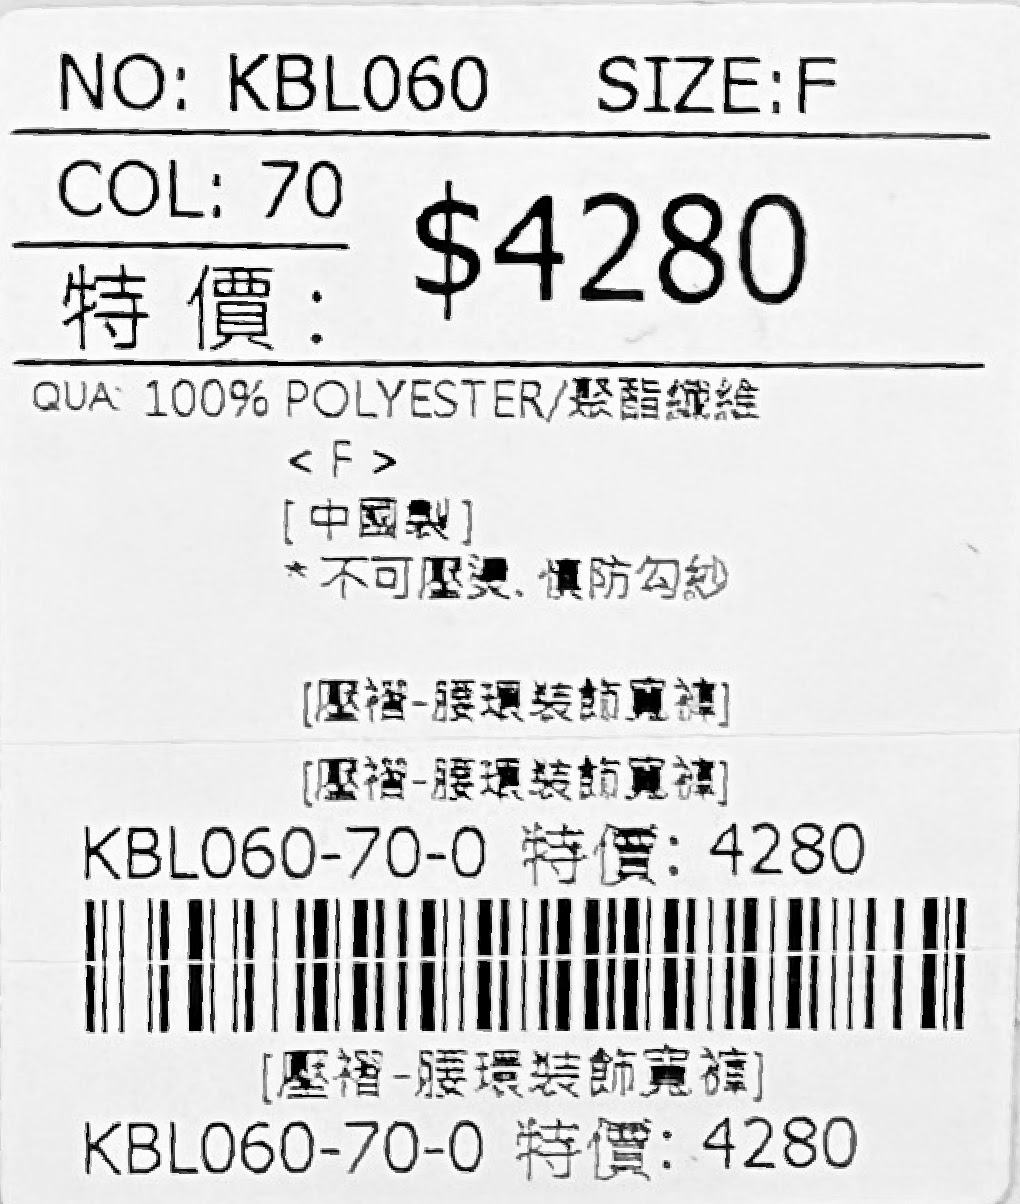 NO: KBL060 SIZE:F
COL: 70
$4280
特價:
QUA: 100% POLYESTER/聚酯纖維
< F >
[中國製]
*不可壓燙、慎防勾紗
[壓褶-腰環裝飾寬褲]
[壓褶-腰環裝飾寬褲]
KBL060-70-0 特價: 4280
[壓褶-腰環裝飾寬褲]
KBL060-70-0 特價: 4280